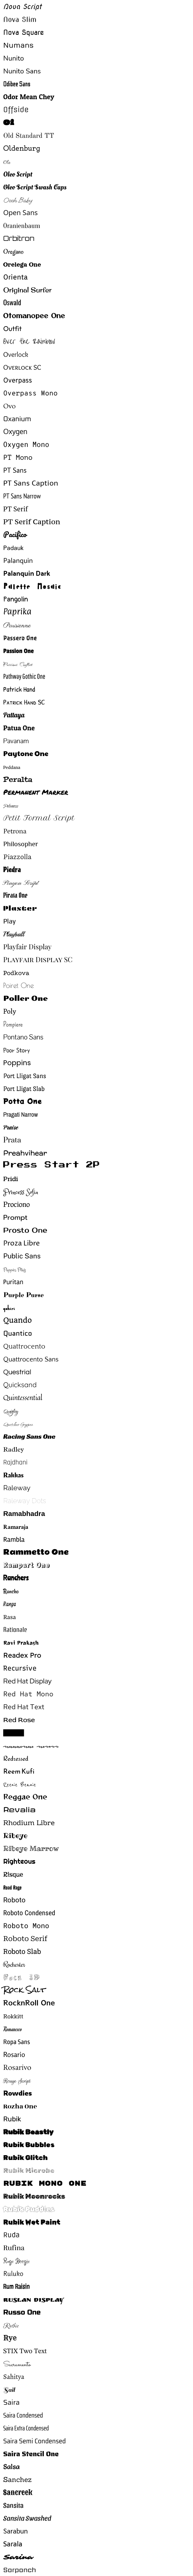 Nova Script
Nova Slim
Nova Square
Numans
Nunito
Nunito Sans
Odibee Sans
Odor Mean Chey
Offside
Oi
Old Standard TT
Oldenburg
Ole
Oleo Script
Oleo Script Swash Caps
Oooh Baby
Open Sans
Oranienbaum
Orbitron
Oregano
Orelega One
Orienta
Original Surfer
Oswald
Otomanopee One
Outfit
Over the Rainbow
Overlock
Overlock SC
Overpass
Overpass Mono
Ovo
Oxanium
Oxygen
Oxygen Mono
PT Mono
PT Sans
PT Sans Caption
PT Sans Narrow
PT Serif
PT Serif Caption
Pacifico
Padauk
Palanquin
Palanquin Dark
Palette Mosaic
Pangolin
Paprika
Parisienne
Passero One
Passion One
Passions Conflict
Pathway Gothic One
Patrick Hand
Patrick Hand SC
Pattaya
Patua One
Pavanam
Paytone One
Peddana
Peralta
Permanent Marker
Petemoss
Petit Formal Script
Petrona
Philosopher
Piazzolla
Piedra
Pinyon Script
Pirata One
Plaster
Play
Playball
Playfair Display
Playfair Display SC
Podkova
Poiret One
Poller One
Poly
Pompiere
Pontano Sans
Poor Story
Poppins
Port Lligat Sans
Port Lligat Slab
Potta One
Pragati Narrow
Praise
Prata
Preahvihear
Press Start 2P
Pridi
Princess Sofia
Prociono
Prompt
Prosto One
Proza Libre
Public Sans
Puppies Play
Puritan
Purple Purse
Qahiri
Quando
Quantico
Quattrocento
Quattrocento Sans
Questrial
Quicksand
Quintessential
Qwigley
Qwitcher Grypen
Racing Sans One
Radley
Rajdhani
Rakkas
Raleway
Raleway Dots
Ramabhadra
Ramaraja
Rambla
Rammetto One
Rampart One
Ranchers
Rancho
Ranga
Rasa
Rationale
Ravi Prakash
Readex Pro
Recursive
Red Hat Display
Red Hat Mono
Red Hat Text
Red Rose
Redressed
Reem Kufi
Reenie Beanie
Reggae One
Revalia
Rhodium Libre
Ribeye
Ribeye Marrow
Righteous
Risque
Road Rage
Roboto
Roboto Condensed
Roboto Mono
Roboto Serif
Roboto Slab
Rochester
Rock 3D
Rock Salt
RocknRoll One
Rokkitt
Romanesco
Ropa Sans
Rosario
Rosarivo
Rouge Script
Rowdies
Rozha One
Rubik
Rubik Beastly
Rubik Bubbles
Rubik Glitch
Rubik Microbe
Rubik Mono One
Rubik Moonrocks
Rubik Puddles
Rubik Wet Paint
Ruda
Rufina
Ruge Boogie
Ruluko
Rum Raisin
Ruslan Display
Russo One
Ruthie
Rye
STIX Two Text
Sacramento
Sahitya
Sail
Saira
Saira Condensed
Saira Extra Condensed
Saira Semi Condensed
Saira Stencil One
Salsa
Sanchez
Sancreek
Sansita
Sansita Swashed
Sarabun
Sarala
Sarina
Sarpanch